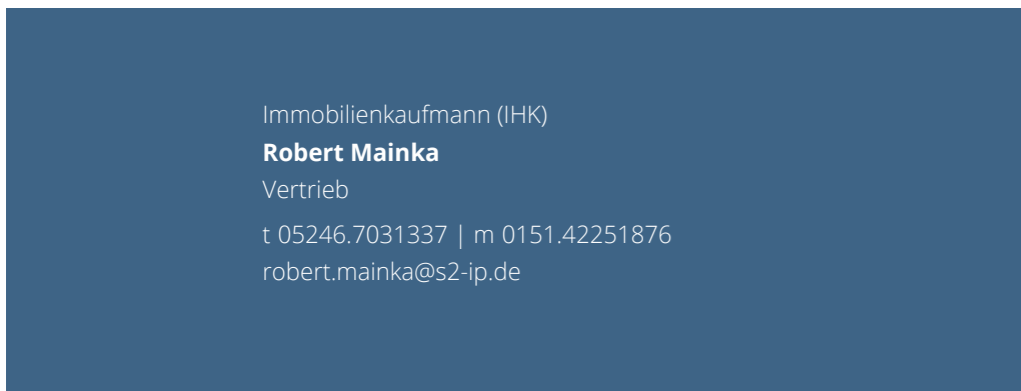 Immobilienkaufmann (IHK)
Robert Mainka
Vertrieb
t 05246.7031337 | m 0151.42251876
robert.mainka@s2-ip.de